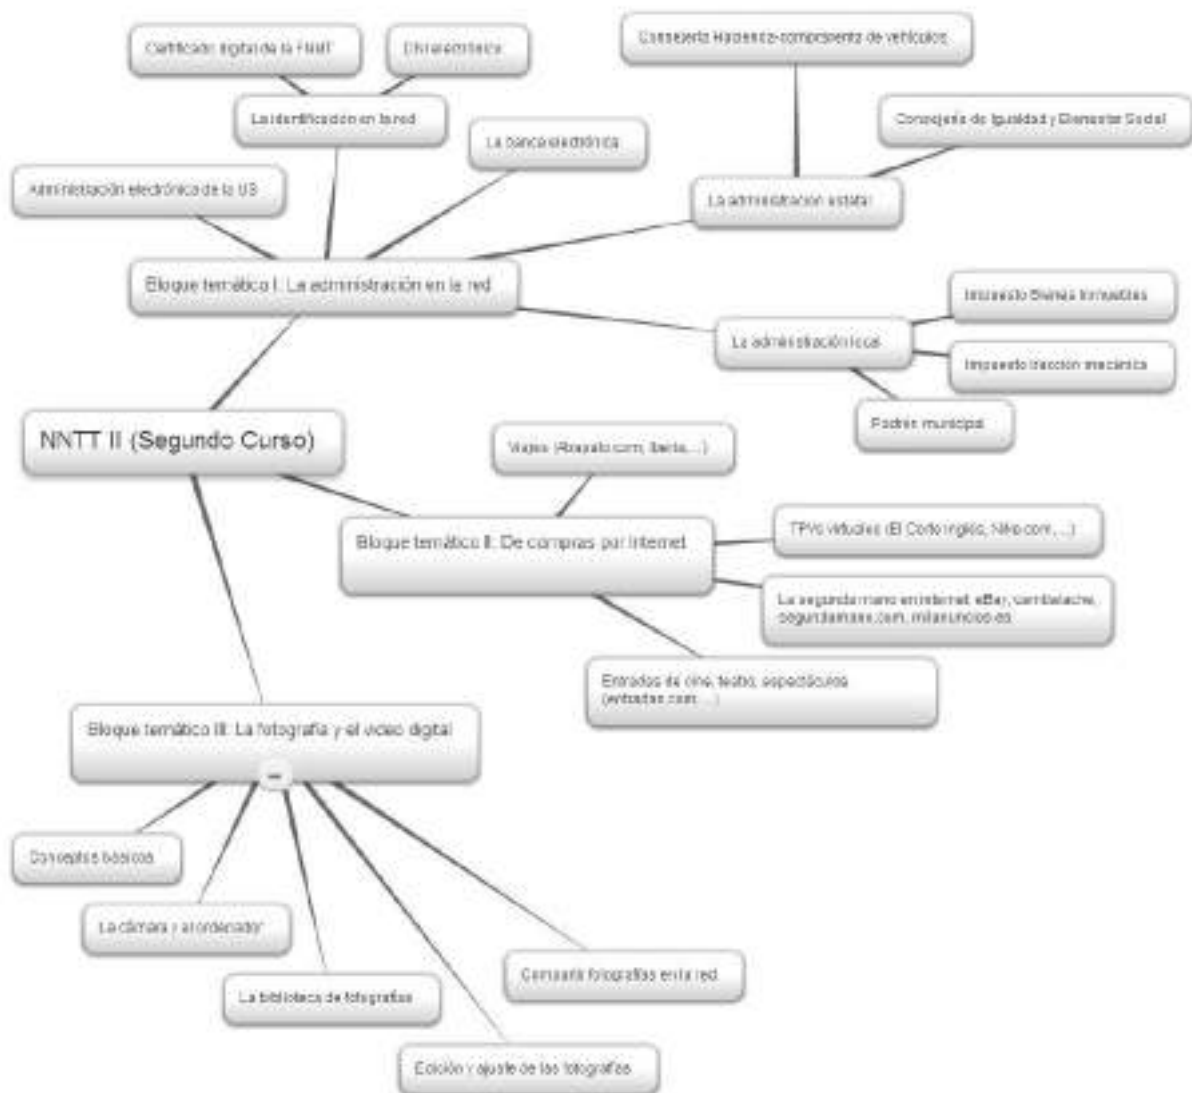 Certificado digital de la FNMT
DNI electrónico
Consejería Hacienda-compraventa de vehículos
La identificación en la red
La banca electrónica
Consejería de Igualdad y Bienestar Social
Administración electrónica de la US
La administración estatal
Bloque temático I: La administración en la red
Impuesto Bienes Inmuebles
La administración local
Impuesto tracción mecánica
Padrón municipal
NNTT II (Segundo Curso)
Viajes (Atrapalo.com, Iberia, ...)
Bloque temático II: De compras por Internet
TPVs virtuales (El Corte Inglés, Nike.com, ...)
La segunda mano en internet: eBay, cambalache,
segundamano.com, milanuncios.es
Entradas de cine, teatro, espectáculos
(entradas.com, ...)
Bloque temático III: La fotografía y el video digital
Conceptos básicos
La cámara y el ordenador
La biblioteca de fotografías
Compartir fotografías en la red
Edición y ajuste de las fotografías